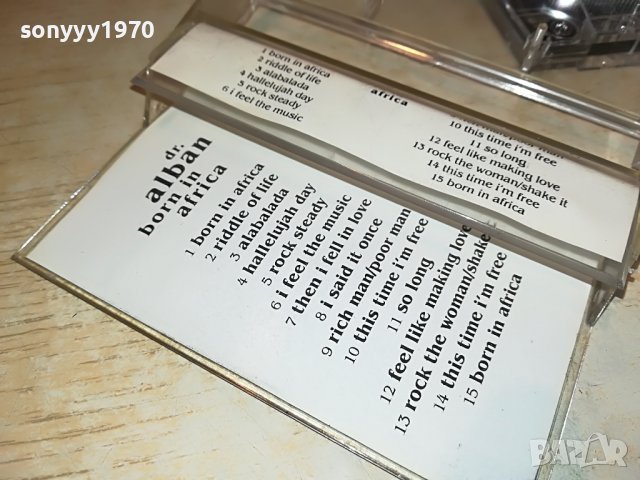 sonyyy1970
1 born in africa
2 riddle of life
3 alabalada
4 hallelujah day
5 rock steady
6 i feel the music
africa
10 this time i'm free
11 so long
12 feel like making love
13 rock the woman/shake it
14 this time i'm free
15 born in africa
dr.
alban
born in
africa
1 born in africa
2 riddle of life
3 alabalada
4 hallelujah day
5 rock steady
6 i feel the music
7 then i fell in love
8 i said it once
9 rich man/poor man
10 this time i'm free
11 so long
12 feel like making love
13 rock the woman/shake
14 this time i'm free
15 born in africa
BAZAR